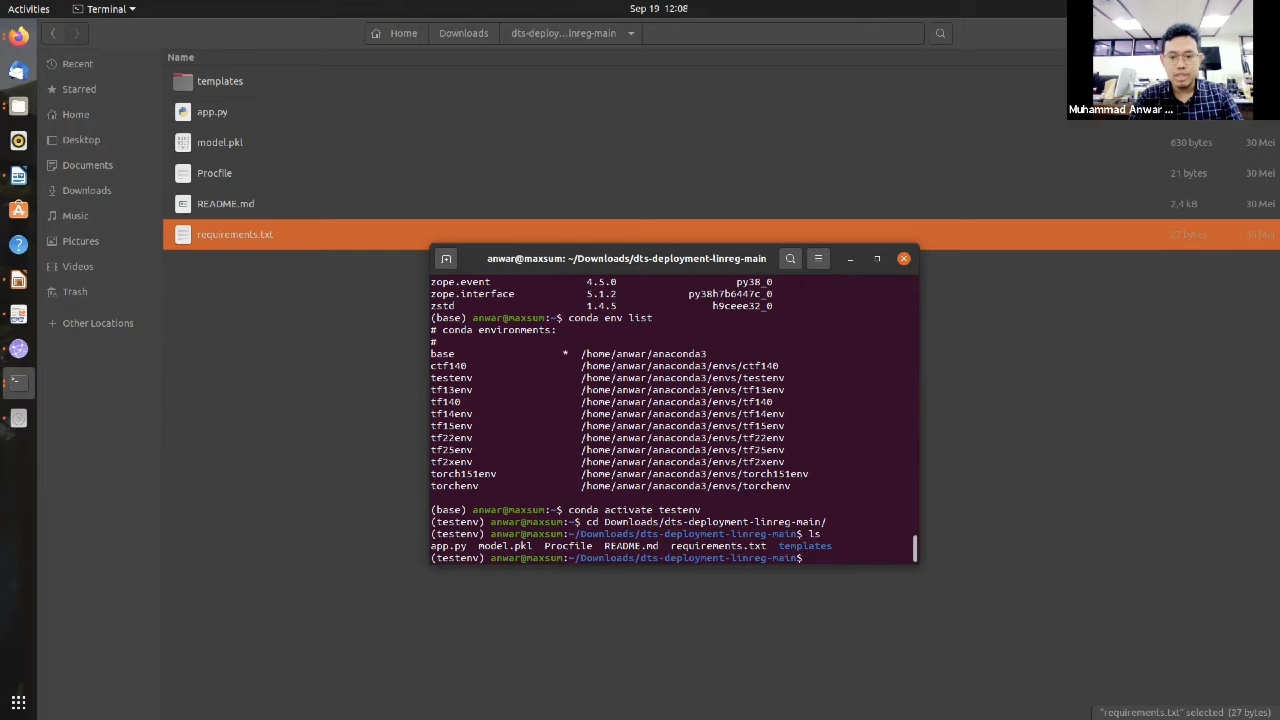 Activities
Terminal
Sep 19 12:08
Home
Downloads
dts-deploy…linreg-main
Muhammad Anwar ...
Recent
Starred
Home
Desktop
Documents
Downloads
Music
Pictures
Videos
Trash
+ Other Locations
Name
templates
app.py
model.pkl 630 bytes 30 Mei
Procfile 21 bytes 30 Mei
README.md 2,4 kB 30 Mei
requirements.txt 27 bytes 30 Mei
anwar@maxsum: ~/Downloads/dts-deployment-linreg-main
zope.event 4.5.0 py38_0
zope.interface 5.1.2 py38h7b6447c_0
zstd 1.4.5 h9ceee32_0
(base) anwar@maxsum:~$ conda env list
# conda environments:
#
base * /home/anwar/anaconda3
ctf140 /home/anwar/anaconda3/envs/ctf140
testenv /home/anwar/anaconda3/envs/testenv
tf13env /home/anwar/anaconda3/envs/tf13env
tf140 /home/anwar/anaconda3/envs/tf140
tf14env /home/anwar/anaconda3/envs/tf14env
tf15env /home/anwar/anaconda3/envs/tf15env
tf22env /home/anwar/anaconda3/envs/tf22env
tf25env /home/anwar/anaconda3/envs/tf25env
tf2xenv /home/anwar/anaconda3/envs/tf2xenv
torch151env /home/anwar/anaconda3/envs/torch151env
torchenv /home/anwar/anaconda3/envs/torchenv
(base) anwar@maxsum:~$ conda activate testenv
(testenv) anwar@maxsum:~$ cd Downloads/dts-deployment-linreg-main/
(testenv) anwar@maxsum:~/Downloads/dts-deployment-linreg-main$ ls
app.py model.pkl Procfile README.md requirements.txt templates
(testenv) anwar@maxsum:~/Downloads/dts-deployment-linreg-main$
"requirements.txt" selected (27 bytes)